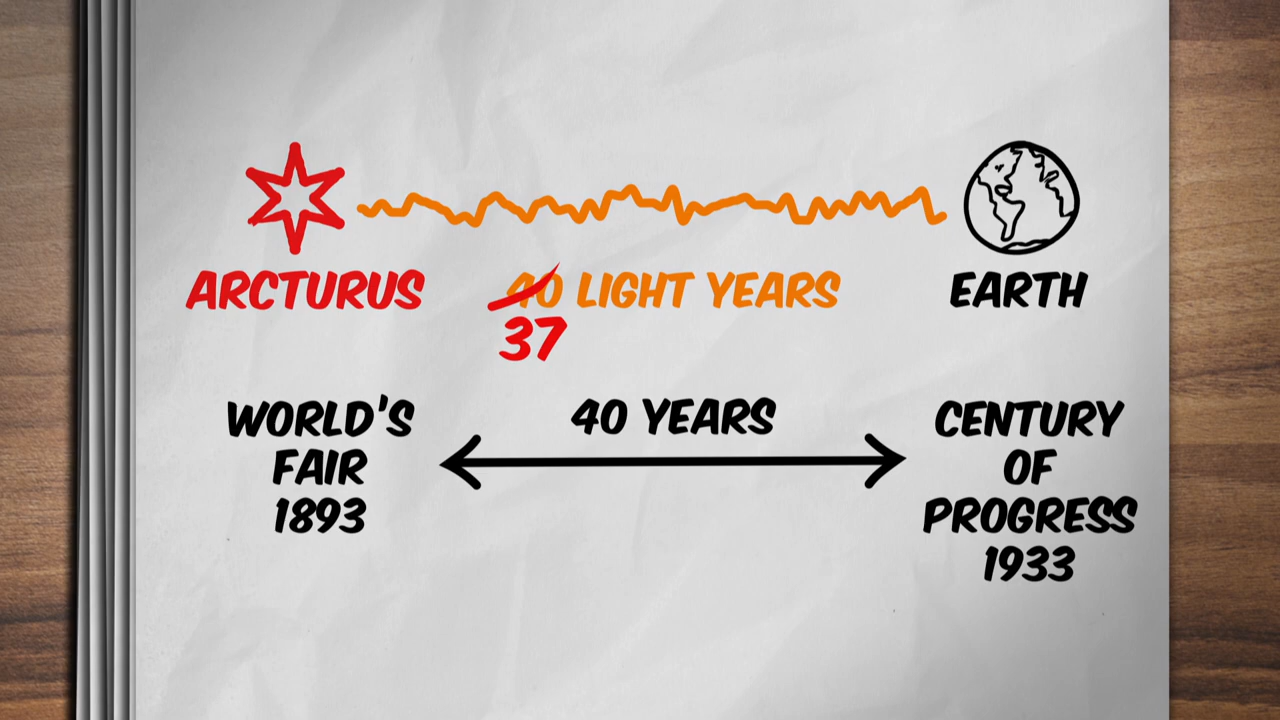 ARCTURUS
40 LIGHT YEARS
37
EARTH
WORLD'S
FAIR
1893
40 YEARS
CENTURY
OF
PROGRESS
1933